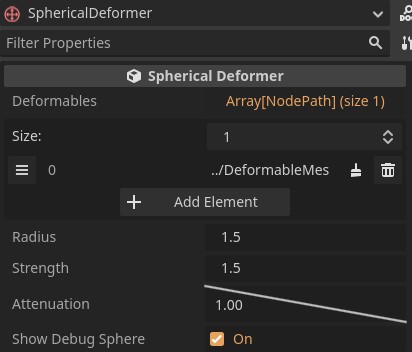 SphericalDeformer
Filter Properties
Spherical Deformer
Deformables Array[NodePath] (size 1)
Size: 1
0 ../DeformableMes
Add Element
Radius 1.5
Strength 1.5
Attenuation 1.00
Show Debug Sphere On